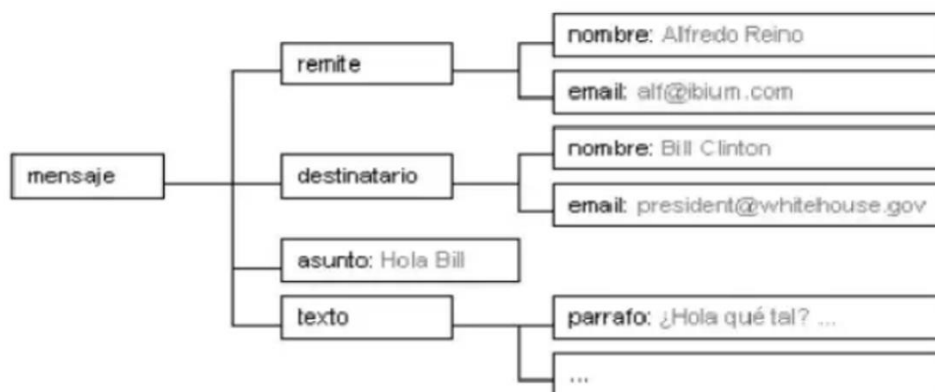 nombre: Alfredo Reino
remite
email: alf@ibium.com
nombre: Bill Clinton
mensaje
destinatario
email: president@whitehouse.gov
asunto: Hola Bill
texto
parrafo: ¿Hola qué tal? ...
...